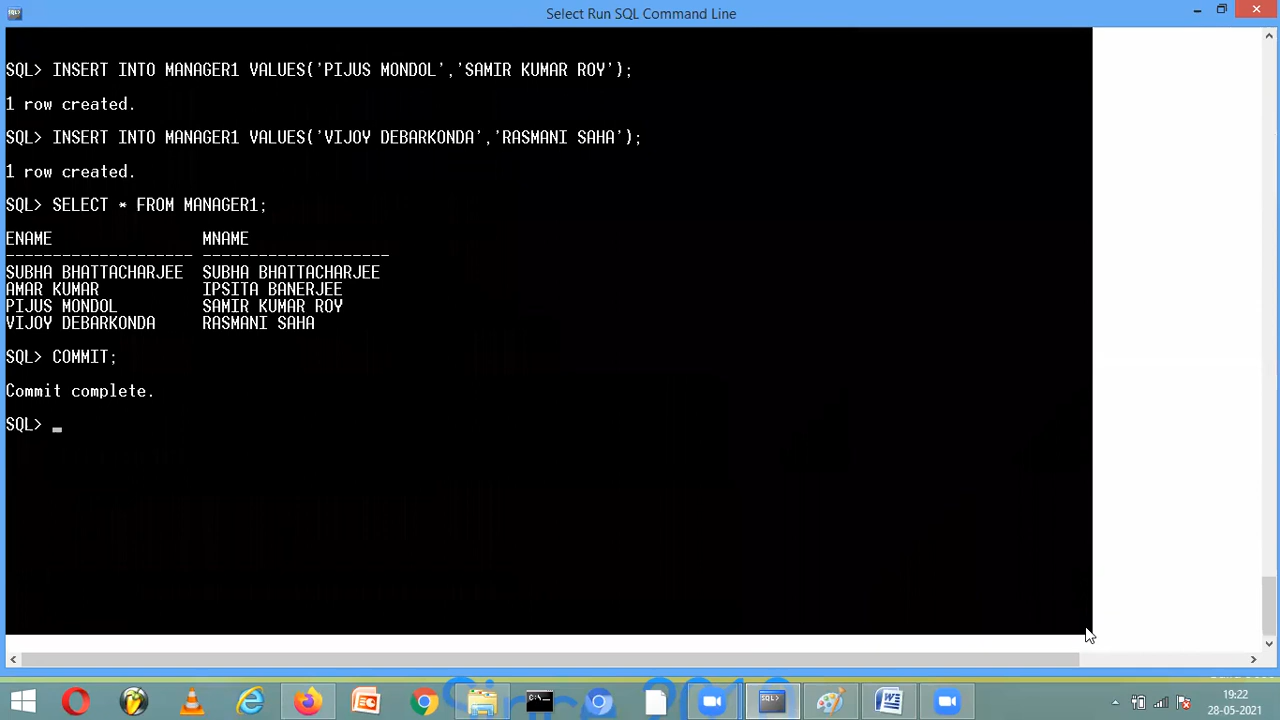 Select Run SQL Command Line
SQL> INSERT INTO MANAGER1 VALUES('PIJUS MONDOL','SAMIR KUMAR ROY');
1 row created.
SQL> INSERT INTO MANAGER1 VALUES('VIJOY DEBARKONDA','RASMANI SAHA');
1 row created.
SQL> SELECT * FROM MANAGER1;
ENAME MNAME
-------------------- --------------------
SUBHA BHATTACHARJEE SUBHA BHATTACHARJEE
AMAR KUMAR IPSITA BANERJEE
PIJUS MONDOL SAMIR KUMAR ROY
VIJOY DEBARKONDA RASMANI SAHA
SQL> COMMIT;
Commit complete.
SQL> _
19:22
28-05-2021